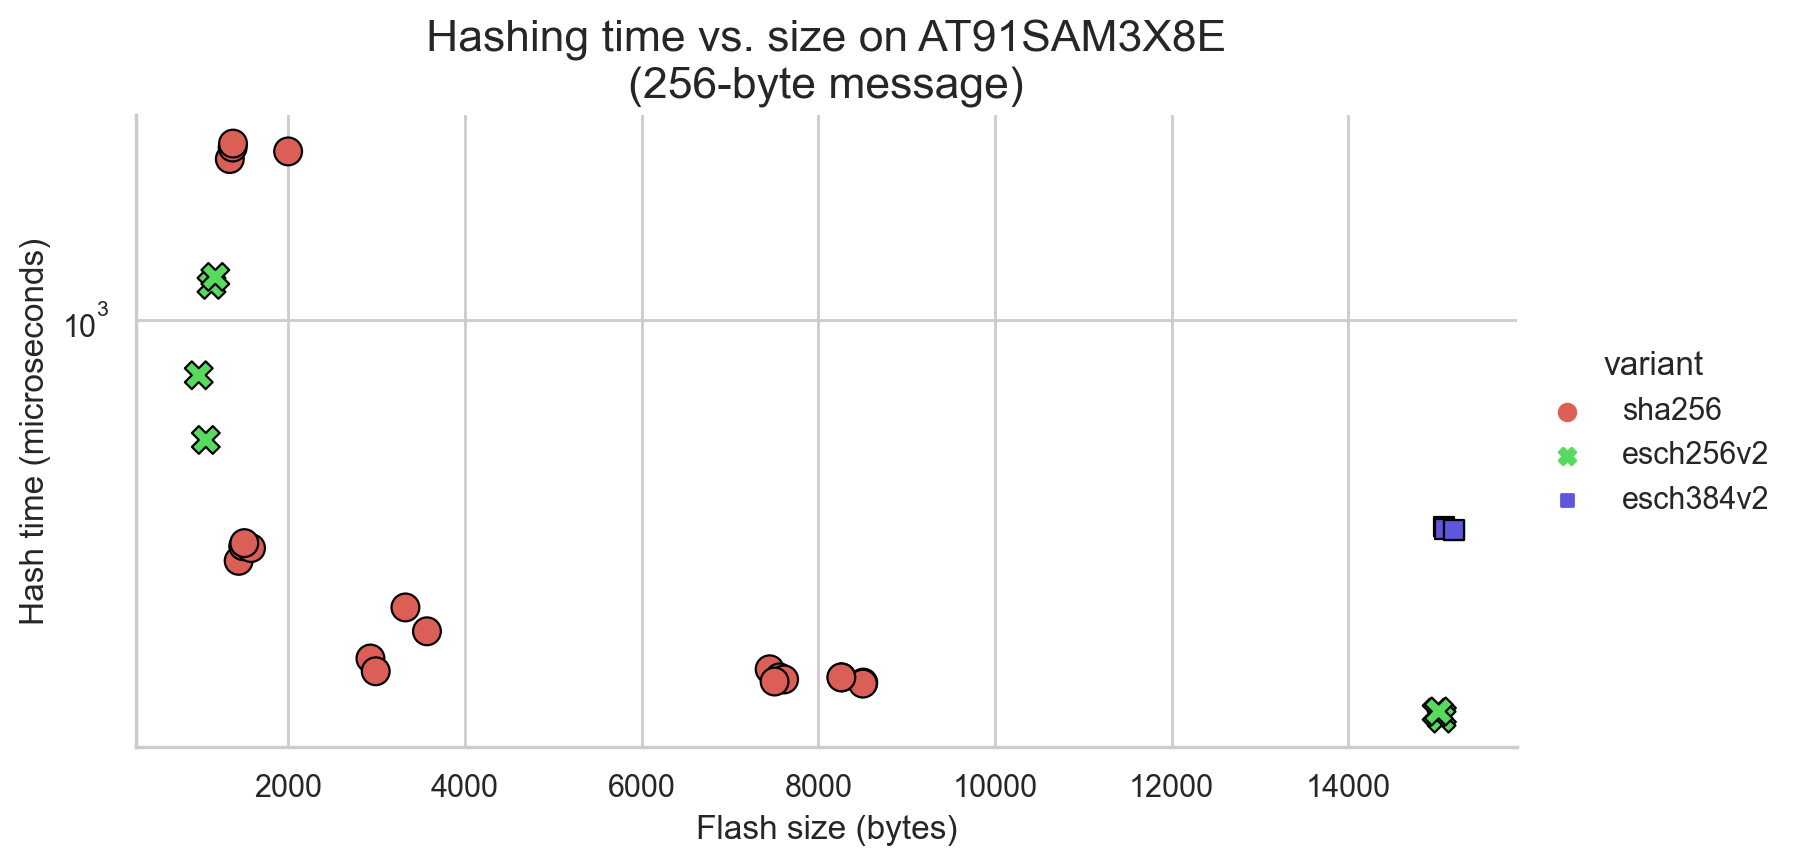 Hashing time vs. size on AT91SAM3X8E
(256-byte message)
Hash time (microseconds)
10³
2000 4000 6000 8000 10000 12000 14000
Flash size (bytes)
variant
sha256
esch256v2
esch384v2